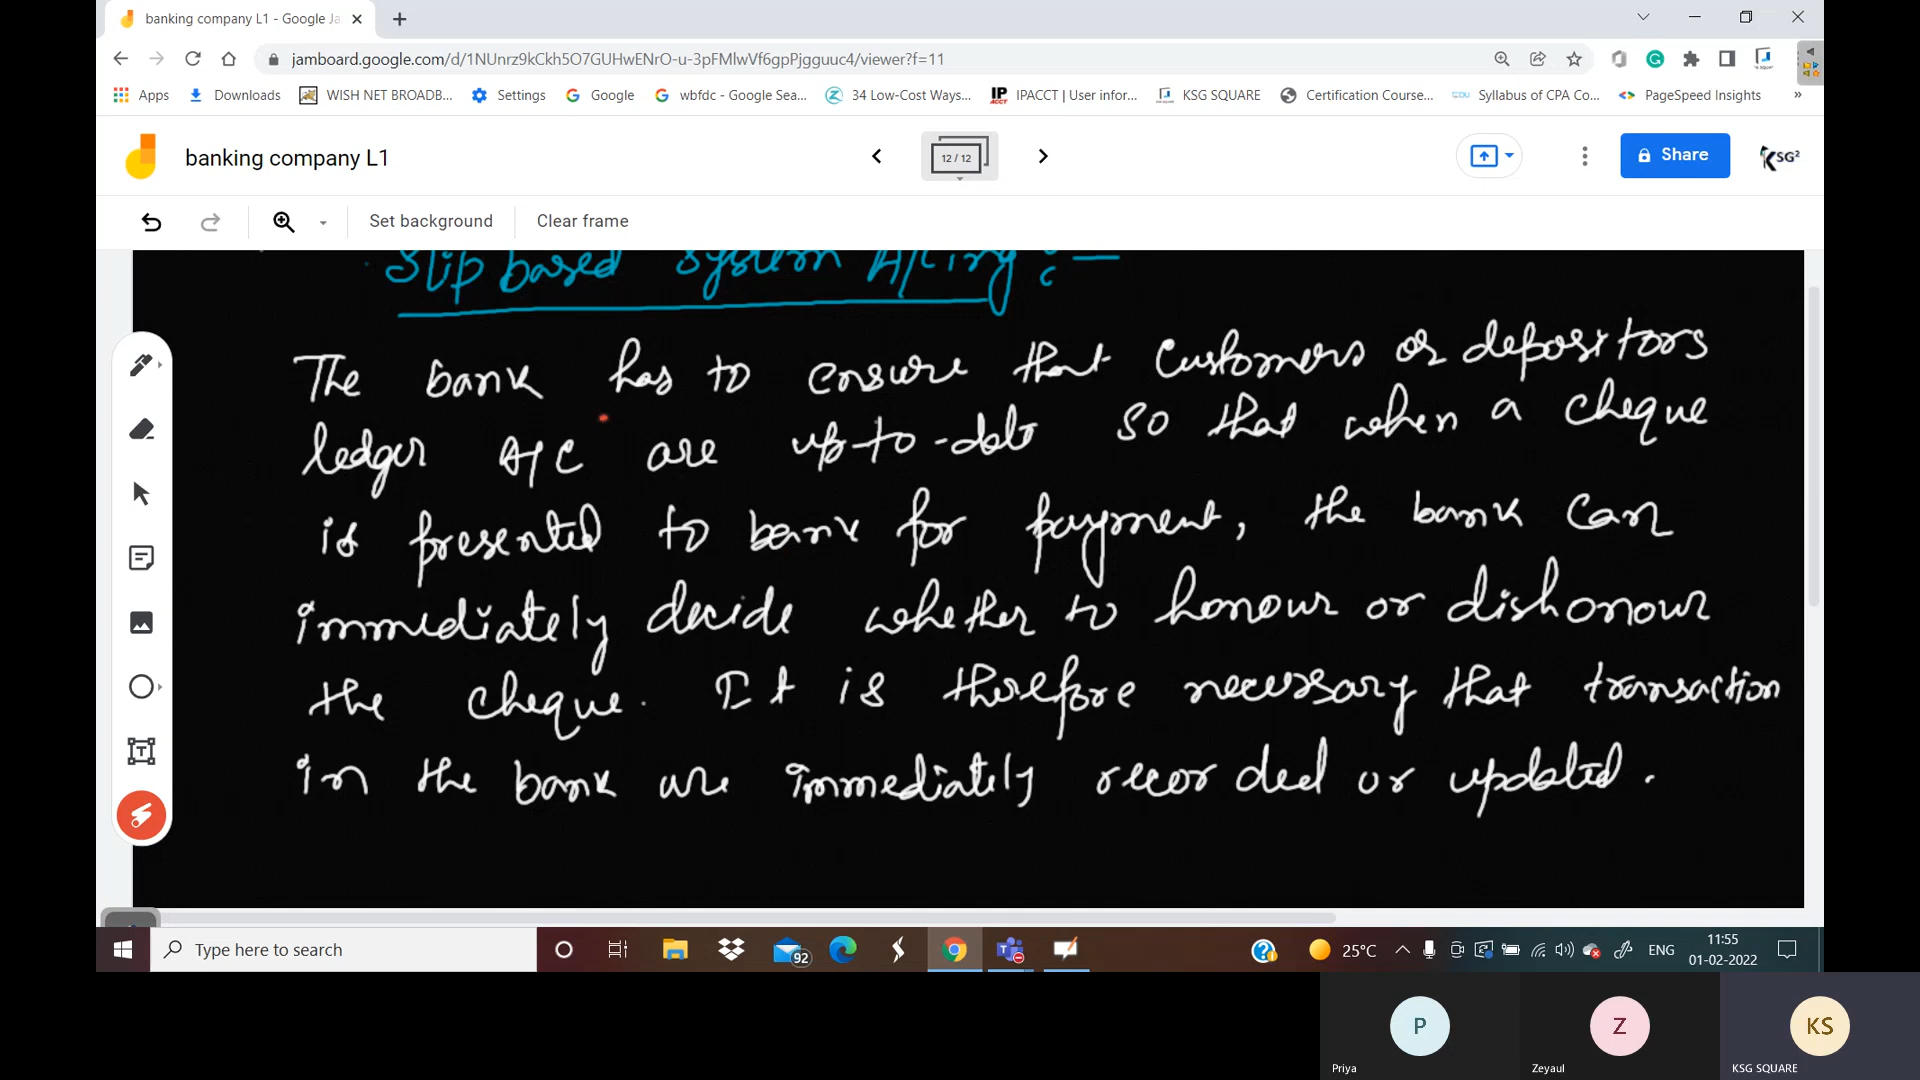 banking company L1 - Google Ja
jamboard.google.com/d/1NUnrz9kCkh5O7GUHwENrO-u-3pFMlwVf6gpPjgguuc4/viewer?f=11
Apps Downloads WISH NET BROADB... Settings Google wbfdc - Google Sea... 34 Low-Cost Ways... IPACCT | User infor... KSG SQUARE Certification Course... Syllabus of CPA Co... PageSpeed Insights »
banking company L1 12 / 12 Share KSG²
Set background Clear frame
Slip based System A/cing :-
The bank has to ensure that customers or depositors
ledger A/C are up-to-date so that when a cheque
is presented to bank for payment, the bank can
immediately decide whether to honour or dishonour
the cheque. It is therefore necessary that transaction
in the bank are immediately recorded or updated.
Type here to search 92 25°C ENG 11:55
01-02-2022
P Z KS
Priya Zeyaul KSG SQUARE